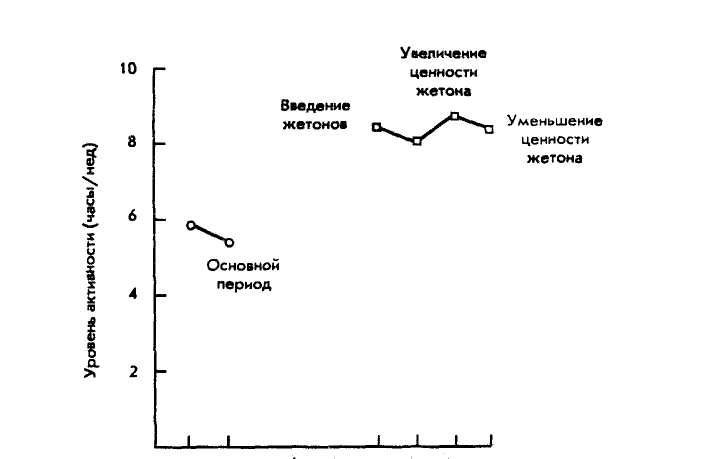 Увеличение
ценности
жетона
Введение
жетонов
Уменьшение
ценности
жетона
Основной
период
Уровень активности (часы/нед)
10
8
6
4
2